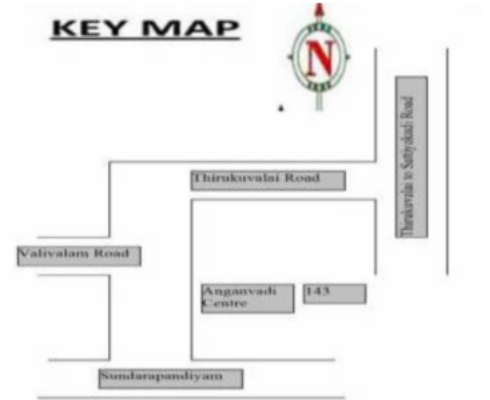 KEY MAP
N
Thirukuvalai to Sattiyakudi Road
Thirukuvalai Road
Valivalam Road
Anganvadi
Centre
143
Sundarapandiyam